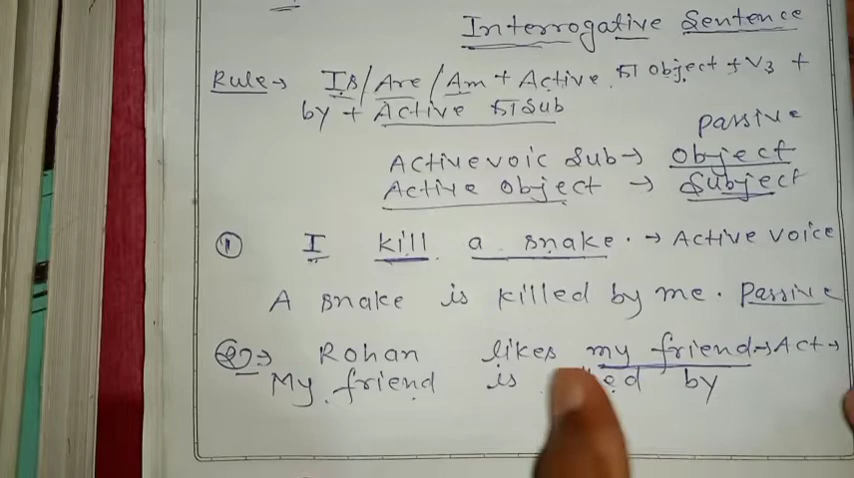 Interrogative Sentence
Rule → Is/Are/Am + Active का object + V3 +
by + Active का Sub
passive
Active voic Sub → object
Active object → Subject
① I kill a snake. → Active voice
A snake is killed by me. Passive
② → Rohan likes my friend → Act →
My friend is by